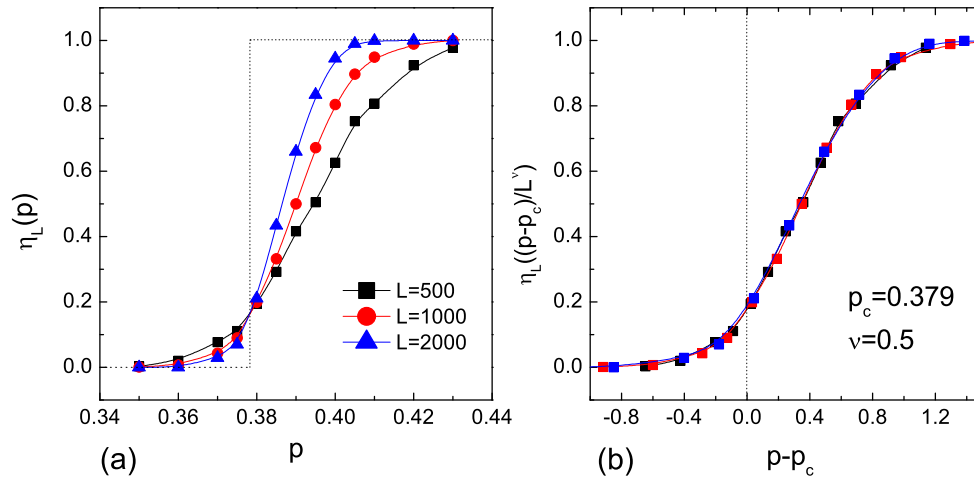 1.0
0.8
0.6
0.4
0.2
0.0
η_L(p)
0.34 0.36 0.38 0.40 0.42 0.44
p
(a)
L=500
L=1000
L=2000
1.0
0.8
0.6
0.4
0.2
0.0
η_L((p-p_c)/L^ν)
-0.8 -0.4 0.0 0.4 0.8 1.2
p-p_c
(b)
p_c=0.379
ν=0.5